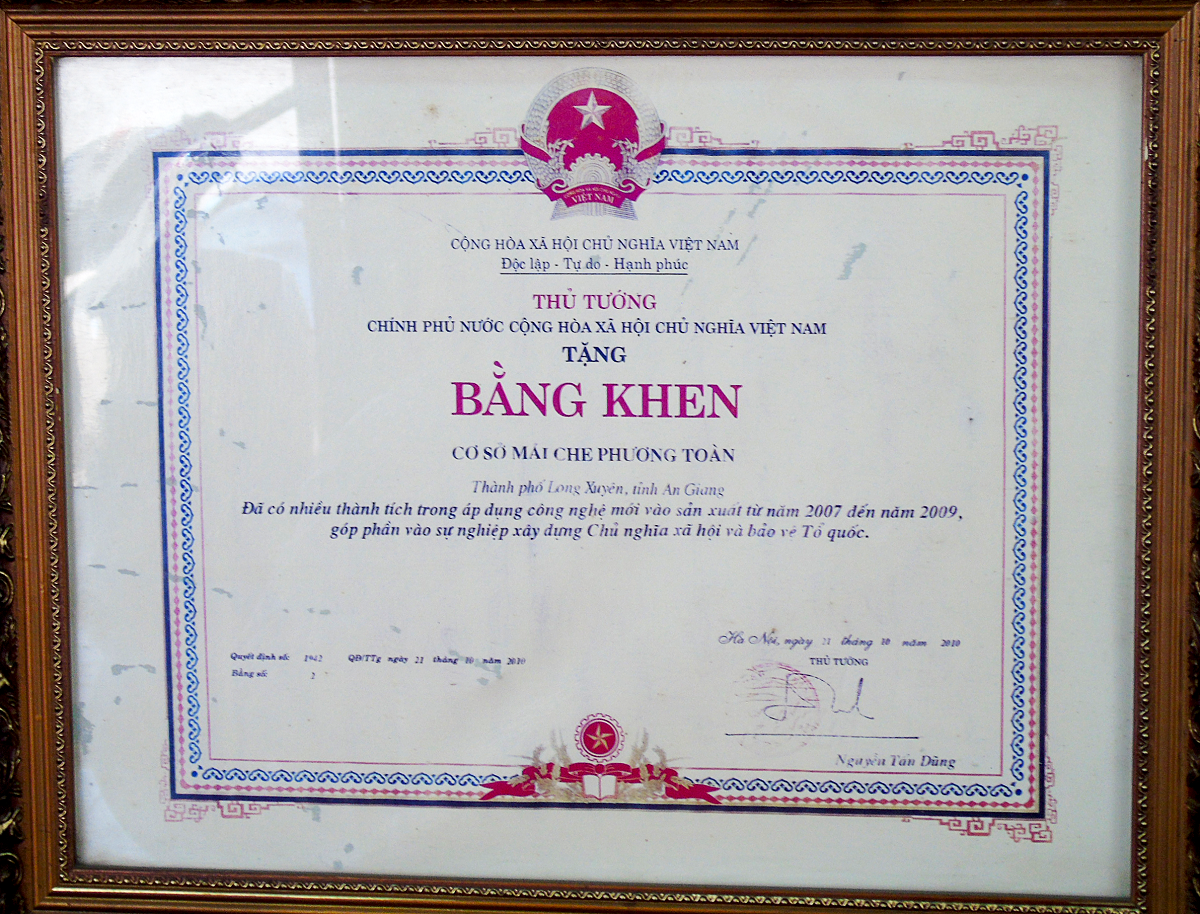 VIỆT NAM
CỘNG HÒA XÃ HỘI CHỦ NGHĨA VIỆT NAM
Độc lập - Tự do - Hạnh phúc
THỦ TƯỚNG
CHÍNH PHỦ NƯỚC CỘNG HÒA XÃ HỘI CHỦ NGHĨA VIỆT NAM
TẶNG
BẰNG KHEN
CƠ SỞ MÁI CHE PHƯƠNG TOÀN
Thành phố Long Xuyên, tỉnh An Giang
Đã có nhiều thành tích trong áp dụng công nghệ mới vào sản xuất từ năm 2007 đến năm 2009,
góp phần vào sự nghiệp xây dựng Chủ nghĩa xã hội và bảo vệ Tổ quốc.
Hà Nội, ngày 21 tháng 10 năm 2010
Quyết định số: 1942 QĐ/TTg ngày 21 tháng 10 năm 2010
THỦ TƯỚNG
Bằng số: 2
Nguyễn Tấn Dũng